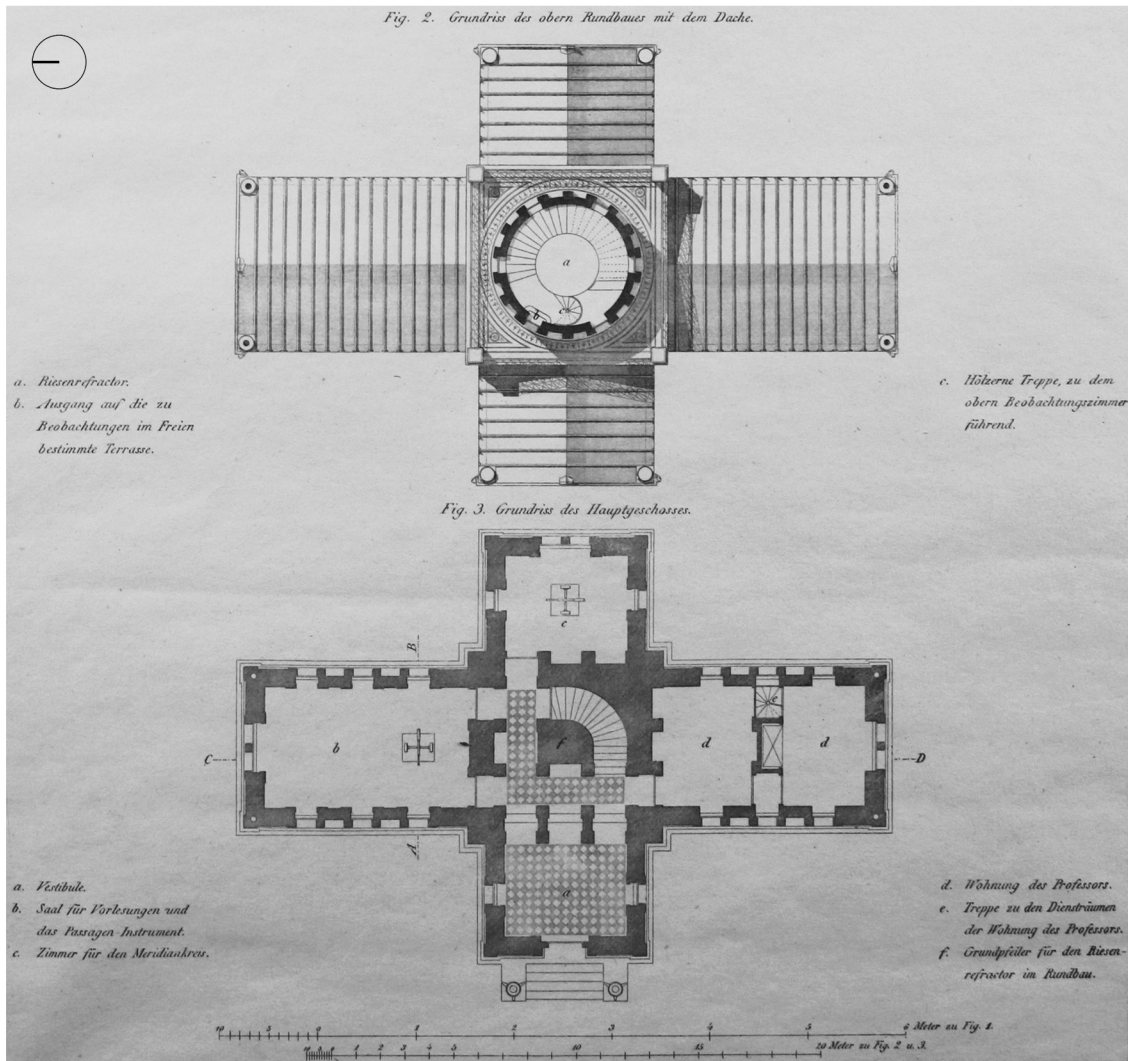 Fig. 2. Grundriss des obern Rundbaues mit dem Dache.
a
b
c
a. Riesenrefractor.
b. Ausgang auf die zu
Beobachtungen im Freien
bestimmte Terrasse.
c. Hölzerne Treppe, zu dem
obern Beobachtungszimmer
führend.
Fig. 3. Grundriss des Hauptgeschosses.
c
B
b
f
d
e
d
C
D
A
a
a. Vestibule.
b. Saal für Vorlesungen und
das Passagen-Instrument.
c. Zimmer für den Meridiankreis.
d. Wohnung des Professors.
e. Treppe zu den Diensträumen
der Wohnung des Professors.
f. Grundpfeiler für den Riesen-
refractor im Rundbau.
10 5 0 1 2 3 4 5 6 Meter zu Fig. 1.
1 2 3 4 5 10 15 20 Meter zu Fig. 2 u. 3.